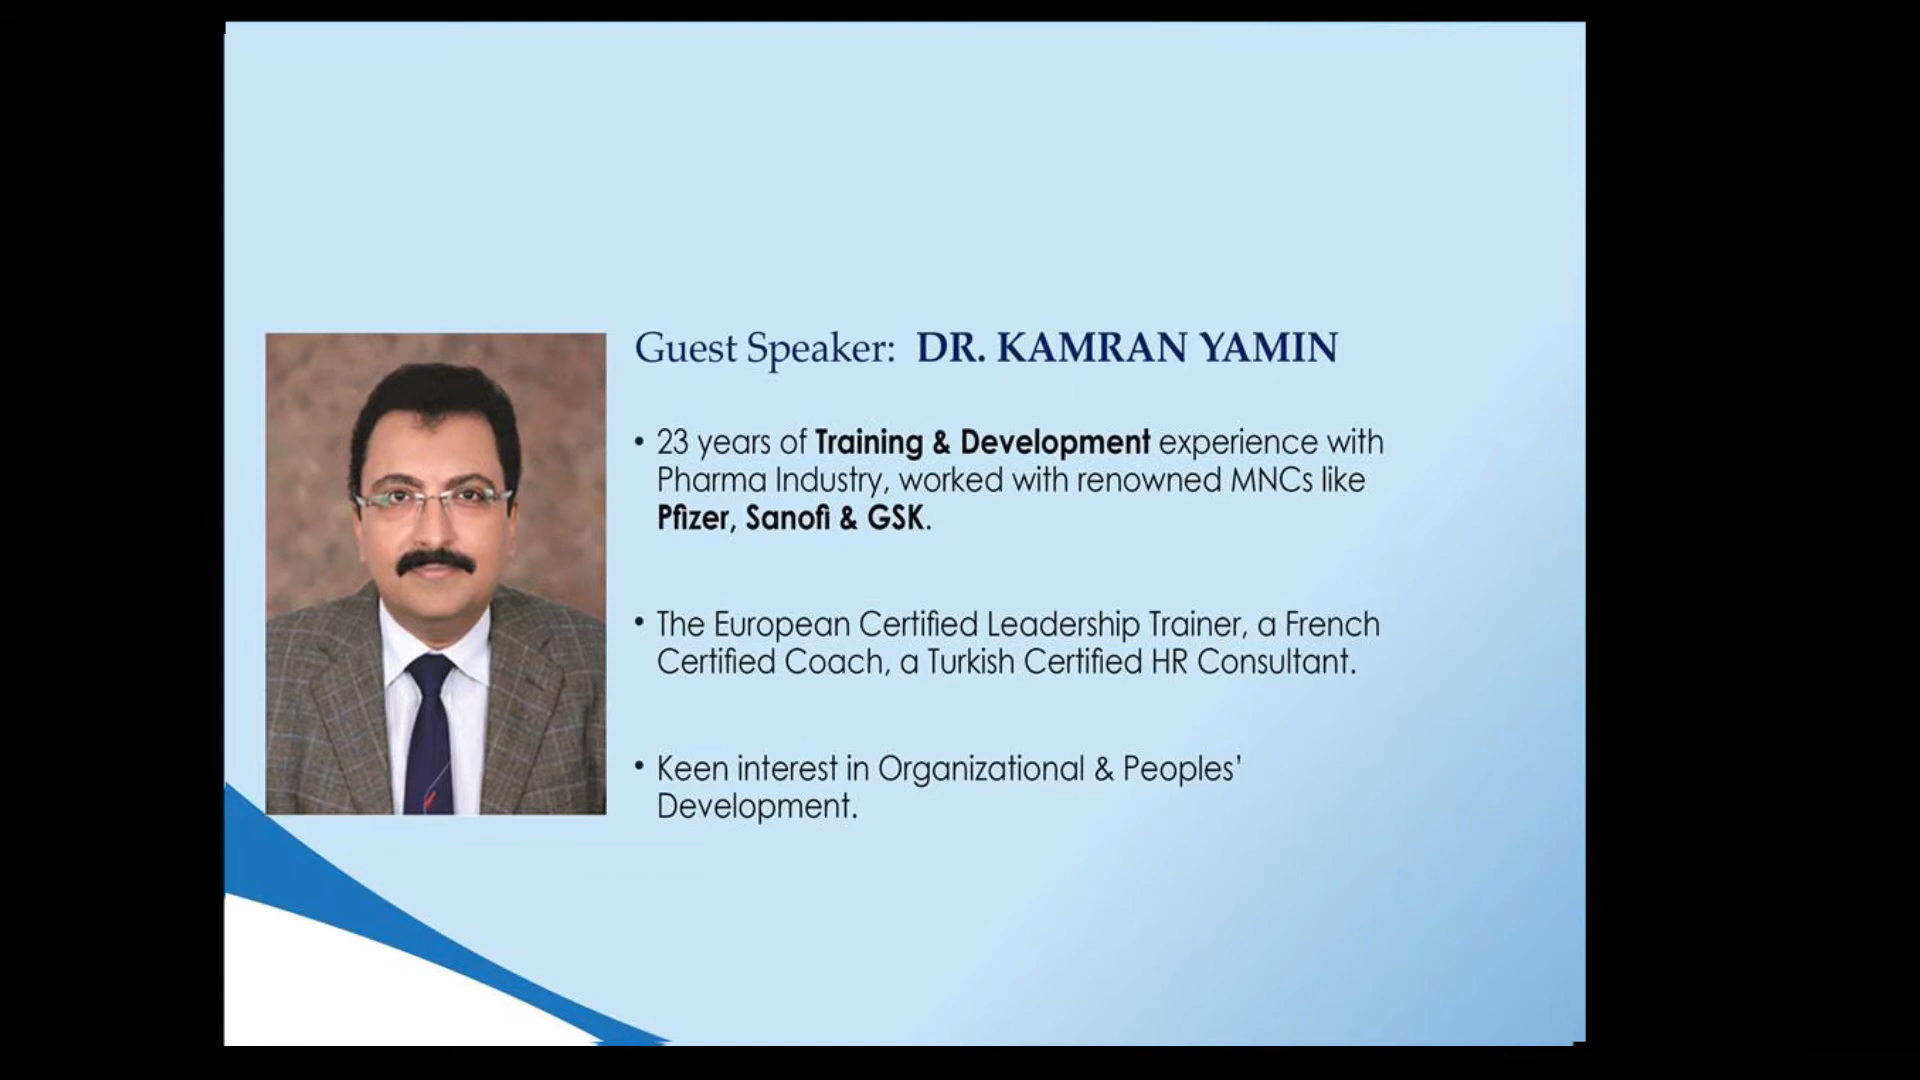 Guest Speaker: DR. KAMRAN YAMIN
• 23 years of Training & Development experience with
Pharma Industry, worked with renowned MNCs like
Pfizer, Sanofi & GSK.
• The European Certified Leadership Trainer, a French
Certified Coach, a Turkish Certified HR Consultant.
• Keen interest in Organizational & Peoples’
Development.